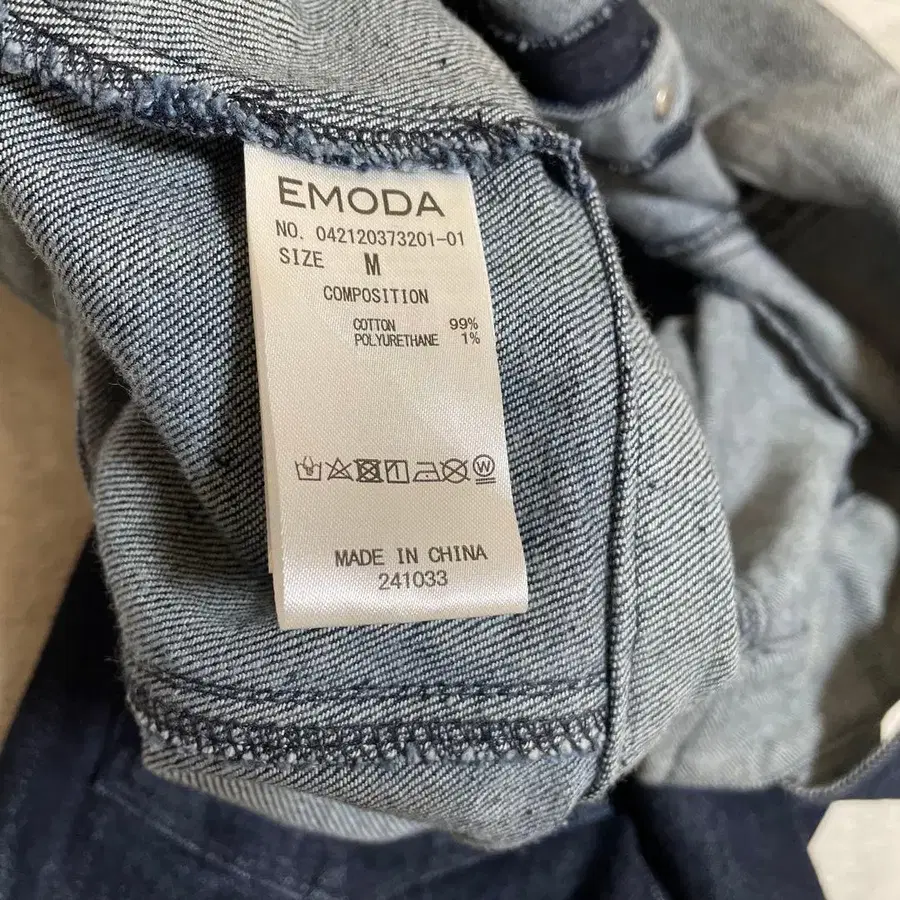 EMODA
NO. 042120373201-01
SIZE M
COMPOSITION
COTTON 99%
POLYURETHANE 1%
W
MADE IN CHINA
241033